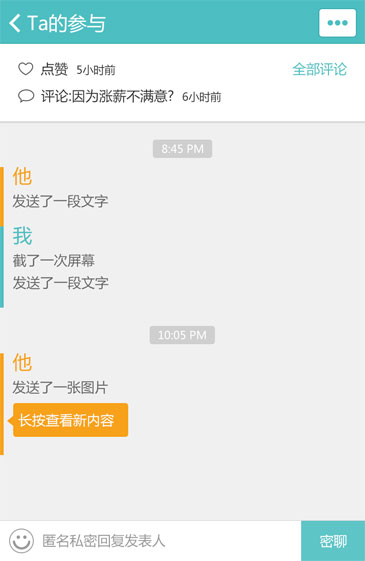 Ta的参与
点赞 5小时前 全部评论
评论:因为涨薪不满意? 6小时前
8:45 PM
他
发送了一段文字
我
截了一次屏幕
发送了一段文字
10:05 PM
他
发送了一张图片
长按查看新内容
匿名私密回复发表人 密聊